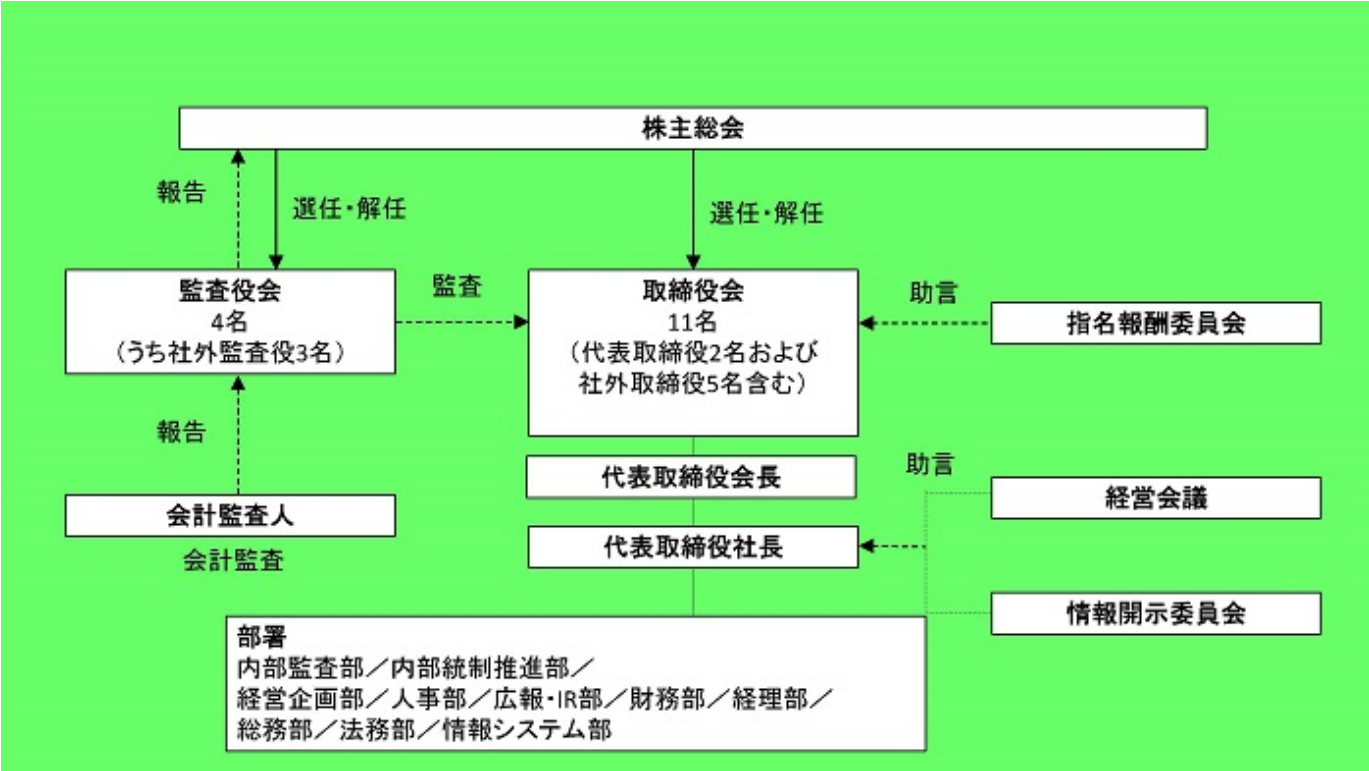 株主総会
報告
選任・解任
選任・解任
監査役会
4名
（うち社外監査役3名）
監査
取締役会
11名
（代表取締役2名および
社外取締役5名含む）
助言
指名報酬委員会
報告
会計監査人
会計監査
代表取締役会長
代表取締役社長
助言
経営会議
情報開示委員会
部署
内部監査部／内部統制推進部／
経営企画部／人事部／広報・IR部／財務部／経理部／
総務部／法務部／情報システム部